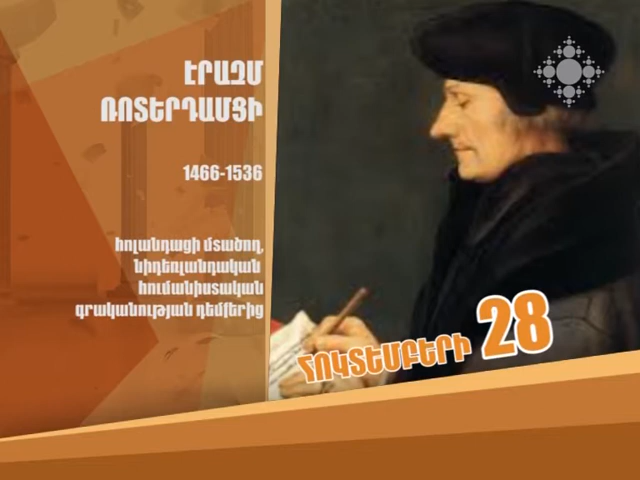 ԷՐԱԶՄ
ՌՈՏԵՐԴԱՄՑԻ
1466-1536
հոլանդացի մտածող,
նիդեռլանդական
հումանիստական
գրականության դեմքերից
ՀՈԿՏԵՄԲԵՐԻ 28